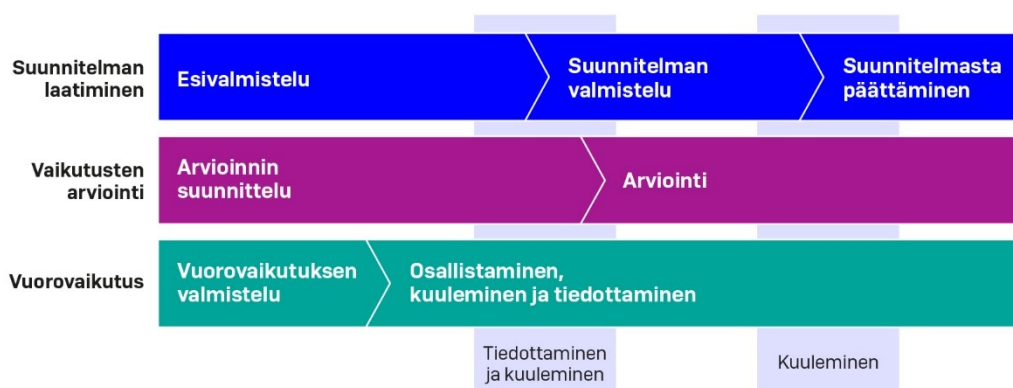 Suunnitelman
laatiminen
Esivalmistelu
Suunnitelman
valmistelu
Suunnitelmasta
päättäminen
Vaikutusten
arviointi
Arvioinnin
suunnittelu
Arviointi
Vuorovaikutus
Vuorovaikutuksen
valmistelu
Osallistaminen,
kuuleminen ja tiedottaminen
Tiedottaminen
ja kuuleminen
Kuuleminen